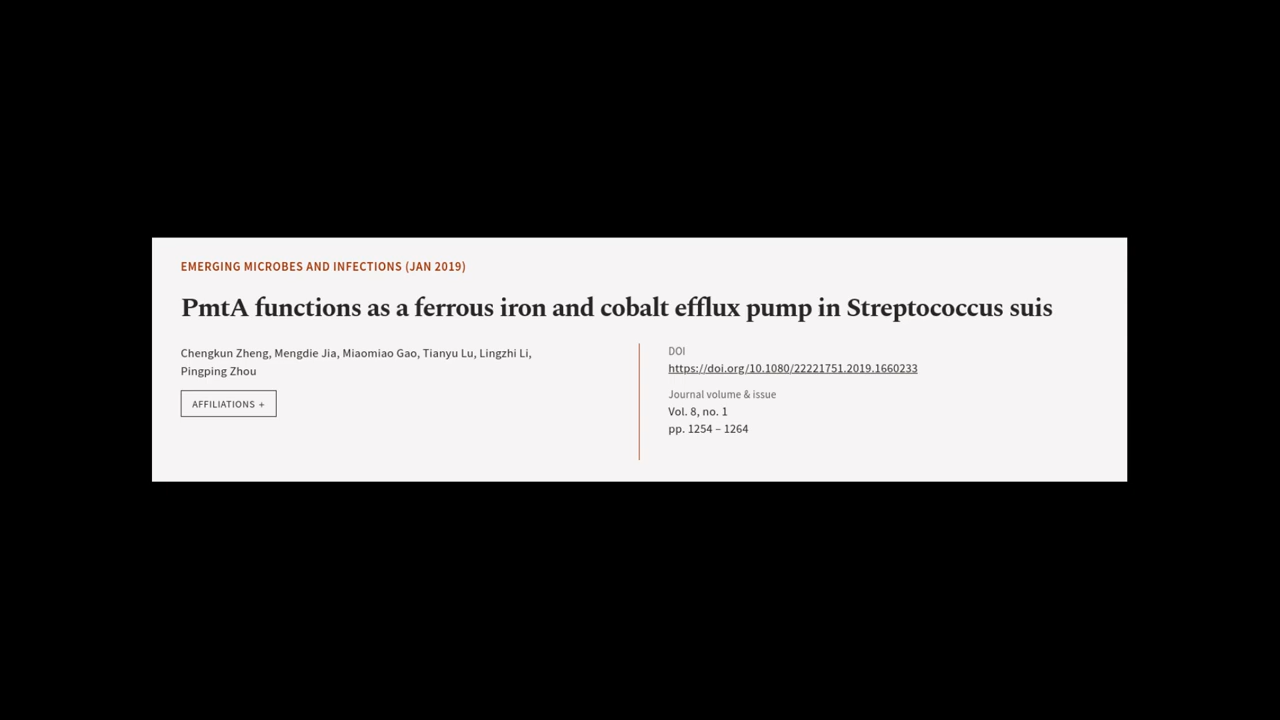 EMERGING MICROBES AND INFECTIONS (JAN 2019)
PmtA functions as a ferrous iron and cobalt efflux pump in Streptococcus suis
Chengkun Zheng, Mengdie Jia, Miaomiao Gao, Tianyu Lu, Lingzhi Li,
Pingping Zhou
AFFILIATIONS +
DOI
https://doi.org/10.1080/22221751.2019.1660233
Journal volume & issue
Vol. 8, no. 1
pp. 1254 – 1264